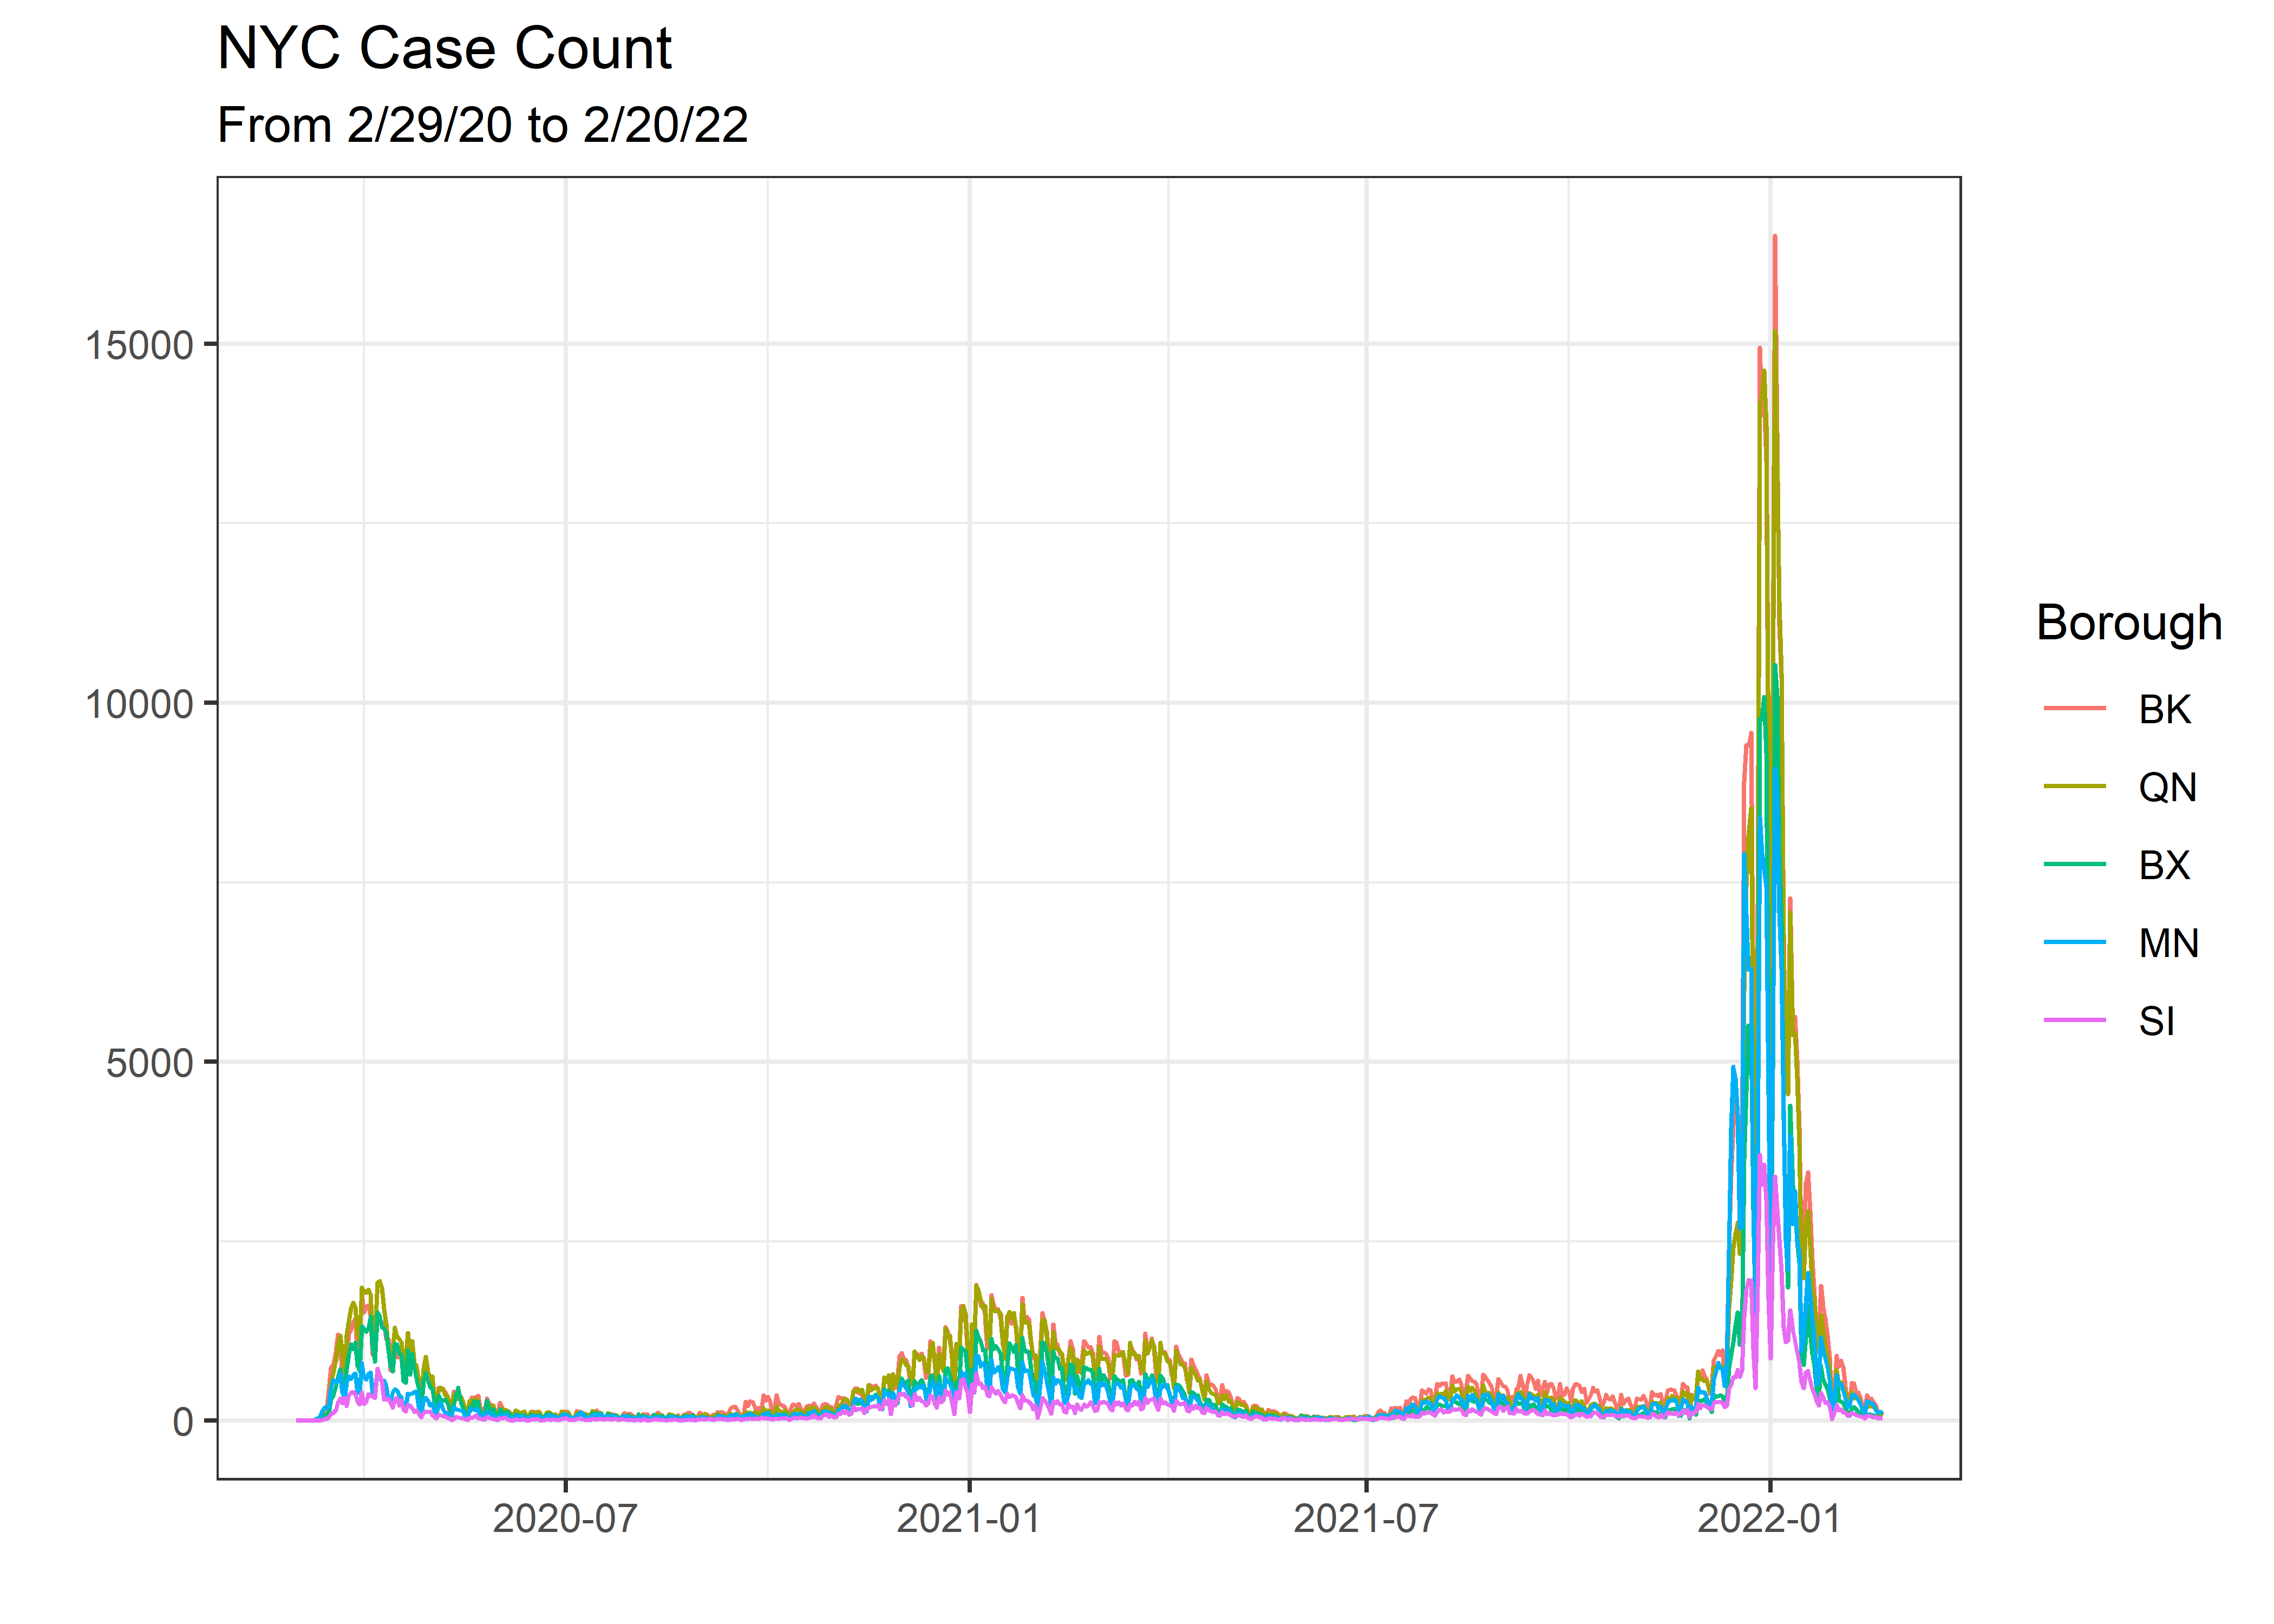 NYC Case Count
From 2/29/20 to 2/20/22
15000
10000
5000
0
2020-07
2021-01
2021-07
2022-01
Borough
BK
QN
BX
MN
SI